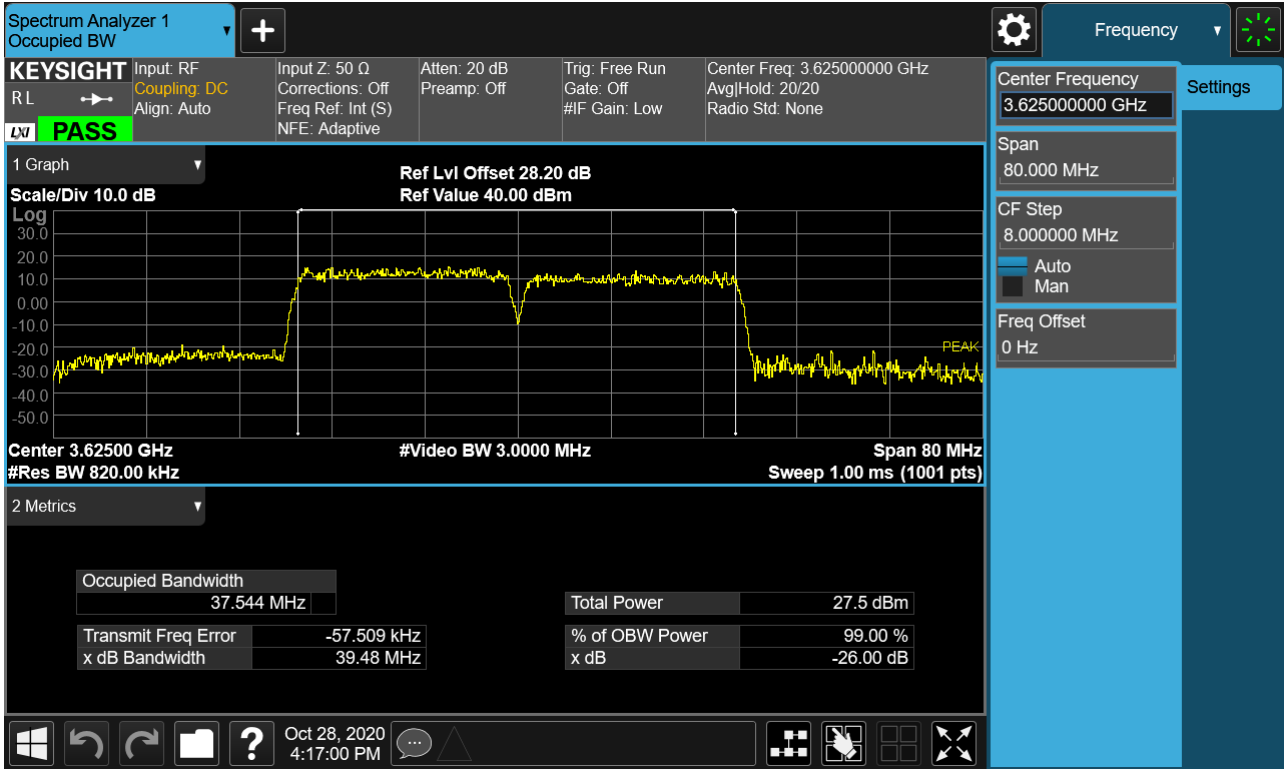 Spectrum Analyzer 1
Occupied BW
▼
+
Frequency
▼
KEYSIGHT
R L
LXI
PASS
Input: RF
Coupling: DC
Align: Auto
Input Z: 50 Ω
Corrections: Off
Freq Ref: Int (S)
NFE: Adaptive
Atten: 20 dB
Preamp: Off
Trig: Free Run
Gate: Off
#IF Gain: Low
Center Freq: 3.625000000 GHz
Avg|Hold: 20/20
Radio Std: None
Center Frequency
3.625000000 GHz
Settings
Span
80.000 MHz
CF Step
8.000000 MHz
Auto
Man
Freq Offset
0 Hz
1 Graph
▼
Scale/Div 10.0 dB
Ref Lvl Offset 28.20 dB
Ref Value 40.00 dBm
Log
30.0
20.0
10.0
0.00
-10.0
-20.0
-30.0
-40.0
-50.0
PEAK
Center 3.62500 GHz
#Video BW 3.0000 MHz
Span 80 MHz
#Res BW 820.00 kHz
Sweep 1.00 ms (1001 pts)
2 Metrics
▼
Occupied Bandwidth
37.544 MHz
Total Power 27.5 dBm
Transmit Freq Error -57.509 kHz
% of OBW Power 99.00 %
x dB Bandwidth 39.48 MHz
x dB -26.00 dB
?
Oct 28, 2020
4:17:00 PM